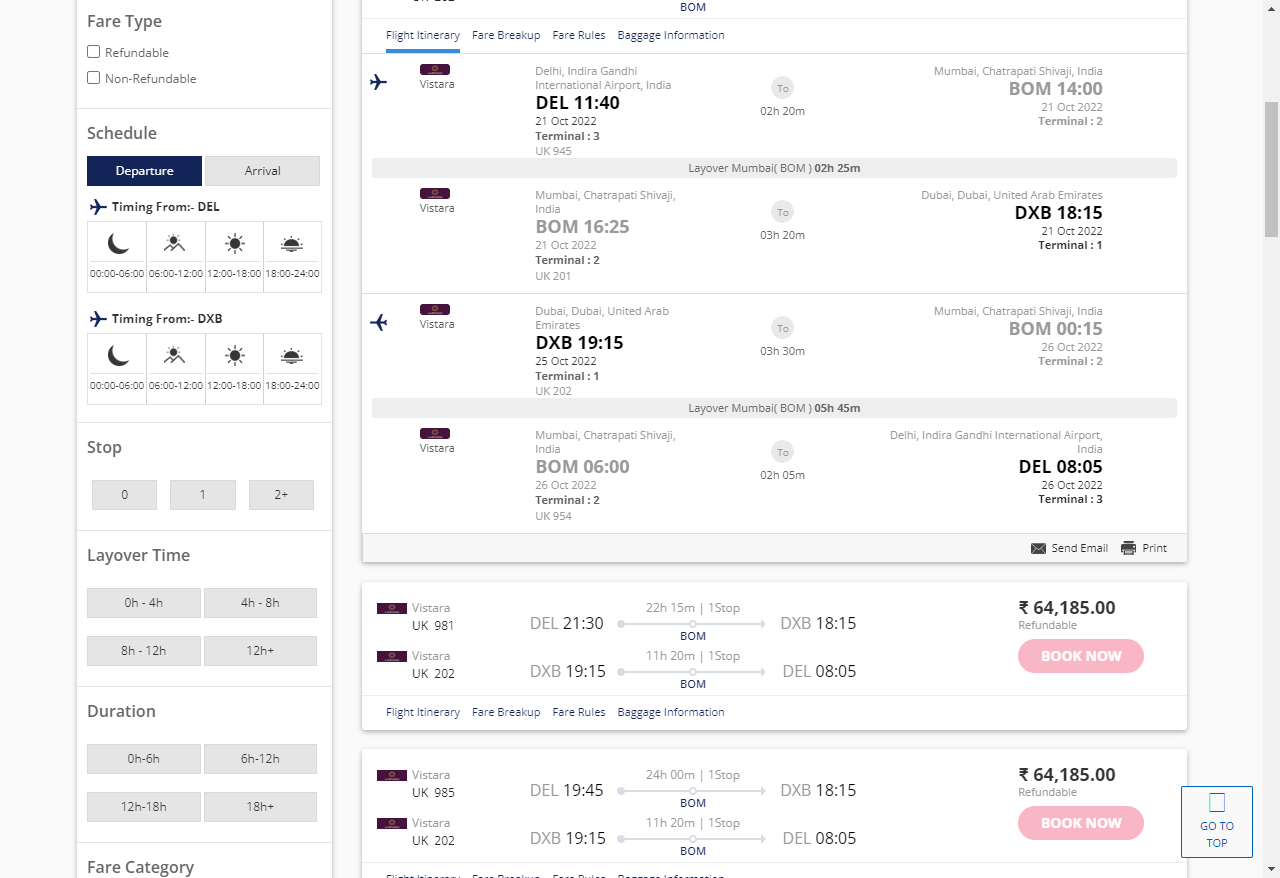 Fare Type
Refundable
Non-Refundable
Schedule
Departure
Arrival
Timing From:- DEL
00:00-06:00
06:00-12:00
12:00-18:00
18:00-24:00
Timing From:- DXB
00:00-06:00
06:00-12:00
12:00-18:00
18:00-24:00
Stop
0
1
2+
Layover Time
0h - 4h
4h - 8h
8h - 12h
12h+
Duration
0h-6h
6h-12h
12h-18h
18h+
Fare Category
BOM
Flight Itinerary
Fare Breakup
Fare Rules
Baggage Information
Vistara
Delhi, Indira Gandhi
International Airport, India
DEL 11:40
21 Oct 2022
Terminal : 3
UK 945
To
02h 20m
Mumbai, Chatrapati Shivaji, India
BOM 14:00
21 Oct 2022
Terminal : 2
Layover Mumbai( BOM ) 02h 25m
Vistara
Mumbai, Chatrapati Shivaji,
India
BOM 16:25
21 Oct 2022
Terminal : 2
UK 201
To
03h 20m
Dubai, Dubai, United Arab Emirates
DXB 18:15
21 Oct 2022
Terminal : 1
Vistara
Dubai, Dubai, United Arab
Emirates
DXB 19:15
25 Oct 2022
Terminal : 1
UK 202
To
03h 30m
Mumbai, Chatrapati Shivaji, India
BOM 00:15
26 Oct 2022
Terminal : 2
Layover Mumbai( BOM ) 05h 45m
Vistara
Mumbai, Chatrapati Shivaji,
India
BOM 06:00
26 Oct 2022
Terminal : 2
UK 954
To
02h 05m
Delhi, Indira Gandhi International Airport,
India
DEL 08:05
26 Oct 2022
Terminal : 3
Send Email
Print
Vistara
UK 981
DEL 21:30
22h 15m | 1Stop
BOM
DXB 18:15
Vistara
UK 202
DXB 19:15
11h 20m | 1Stop
BOM
DEL 08:05
₹ 64,185.00
Refundable
BOOK NOW
Flight Itinerary
Fare Breakup
Fare Rules
Baggage Information
Vistara
UK 985
DEL 19:45
24h 00m | 1Stop
BOM
DXB 18:15
Vistara
UK 202
DXB 19:15
11h 20m | 1Stop
BOM
DEL 08:05
₹ 64,185.00
Refundable
BOOK NOW
GO TO
TOP